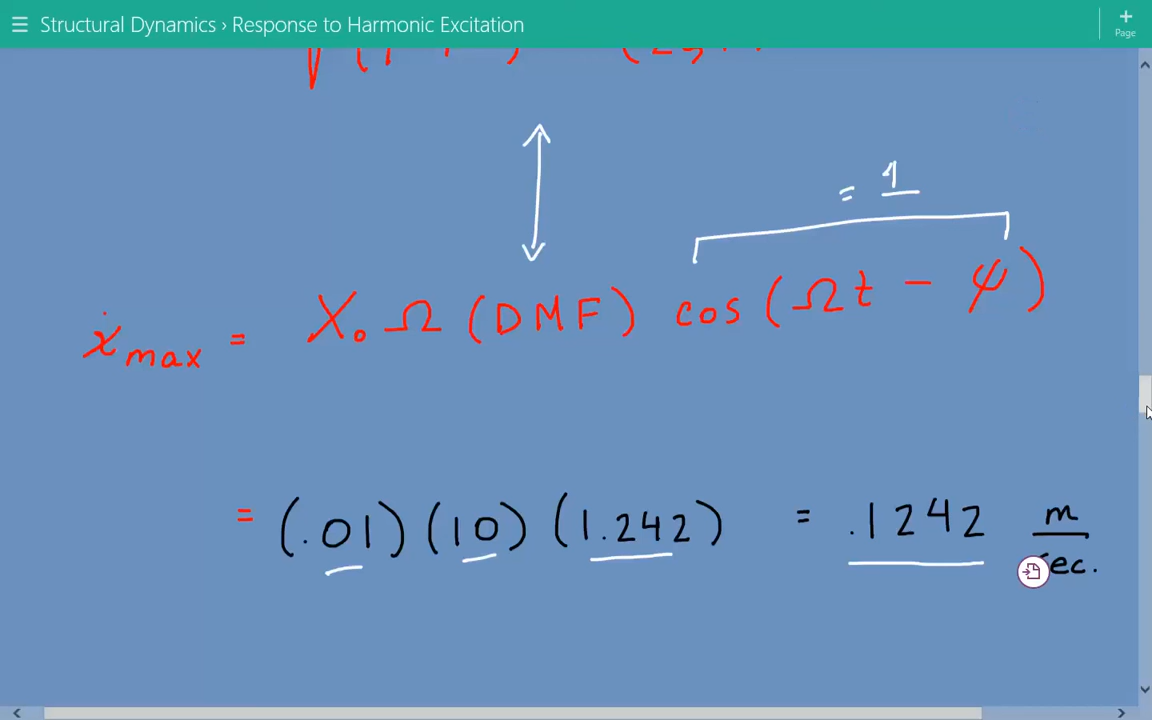 Structural Dynamics › Response to Harmonic Excitation
Page
= 1
ẋmax = X₀ Ω (DMF) cos(Ωt − ψ)
= (.01)(10)(1.242) = .1242 m/sec.